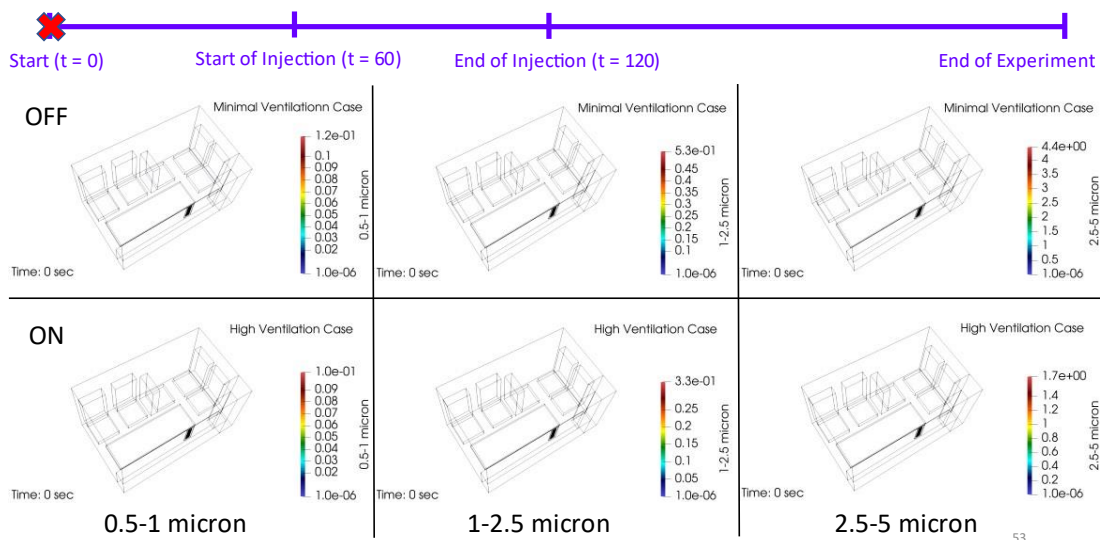 Start (t = 0)
Start of Injection (t = 60)
End of Injection (t = 120)
End of Experiment
OFF
Minimal Ventilationn Case
1.2e-01
0.1
0.09
0.08
0.07
0.06
0.05
0.04
0.03
0.02
1.0e-06
0.5-1 micron
Time: 0 sec
Minimal Ventilationn Case
5.3e-01
0.45
0.4
0.35
0.3
0.25
0.2
0.15
0.1
1.0e-06
1-2.5 micron
Time: 0 sec
Minimal Ventilationn Case
4.4e+00
4
3.5
3
2.5
2
1.5
1
0.5
1.0e-06
2.5-5 micron
Time: 0 sec
ON
High Ventilation Case
1.0e-01
0.09
0.08
0.07
0.06
0.05
0.04
0.03
0.02
1.0e-06
0.5-1 micron
Time: 0 sec
High Ventilation Case
3.3e-01
0.25
0.2
0.15
0.1
0.05
1.0e-06
1-2.5 micron
Time: 0 sec
High Ventilation Case
1.7e+00
1.4
1.2
1
0.8
0.6
0.4
0.2
1.0e-06
2.5-5 micron
Time: 0 sec
0.5-1 micron
1-2.5 micron
2.5-5 micron
53